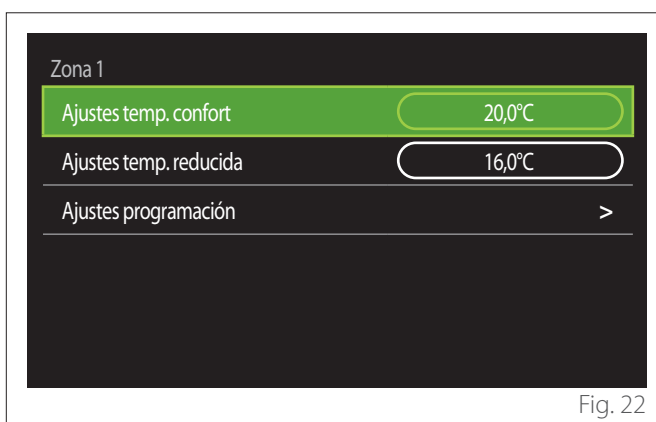 Zona 1
Ajustes temp. confort 20,0°C
Ajustes temp. reducida 16,0°C
Ajustes programación >
Fig. 22